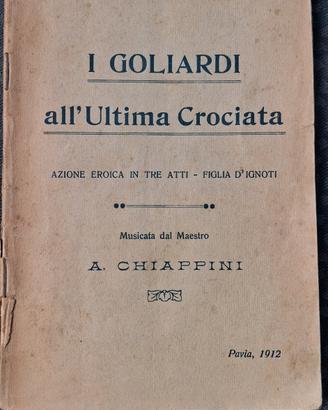 I GOLIARDI
all'Ultima Crociata
AZIONE EROICA IN TRE ATTI - FIGLIA D'IGNOTI
Musicata dal Maestro
A. CHIAPPINI
Pavia, 1912